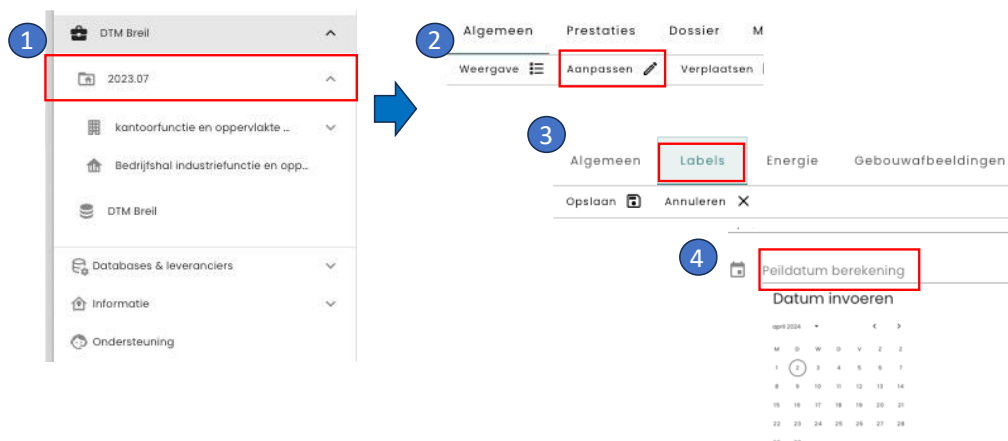 1
DTM Breil
2023.07
kantoorfunctie en oppervlakte ...
Bedrijfshal industriefunctie en opp...
DTM Breil
Databases & leveranciers
Informatie
Ondersteuning
2
Algemeen Prestaties Dossier M
Weergave Aanpassen Verplaatsen
3
Algemeen Labels Energie Gebouwafbeeldingen
Opslaan Annuleren
4
Peildatum berekening
Datum invoeren
april 2024
M D W D V Z Z
1 2 3 4 5 6 7
8 9 10 11 12 13 14
15 16 17 18 19 20 21
22 23 24 25 26 27 28